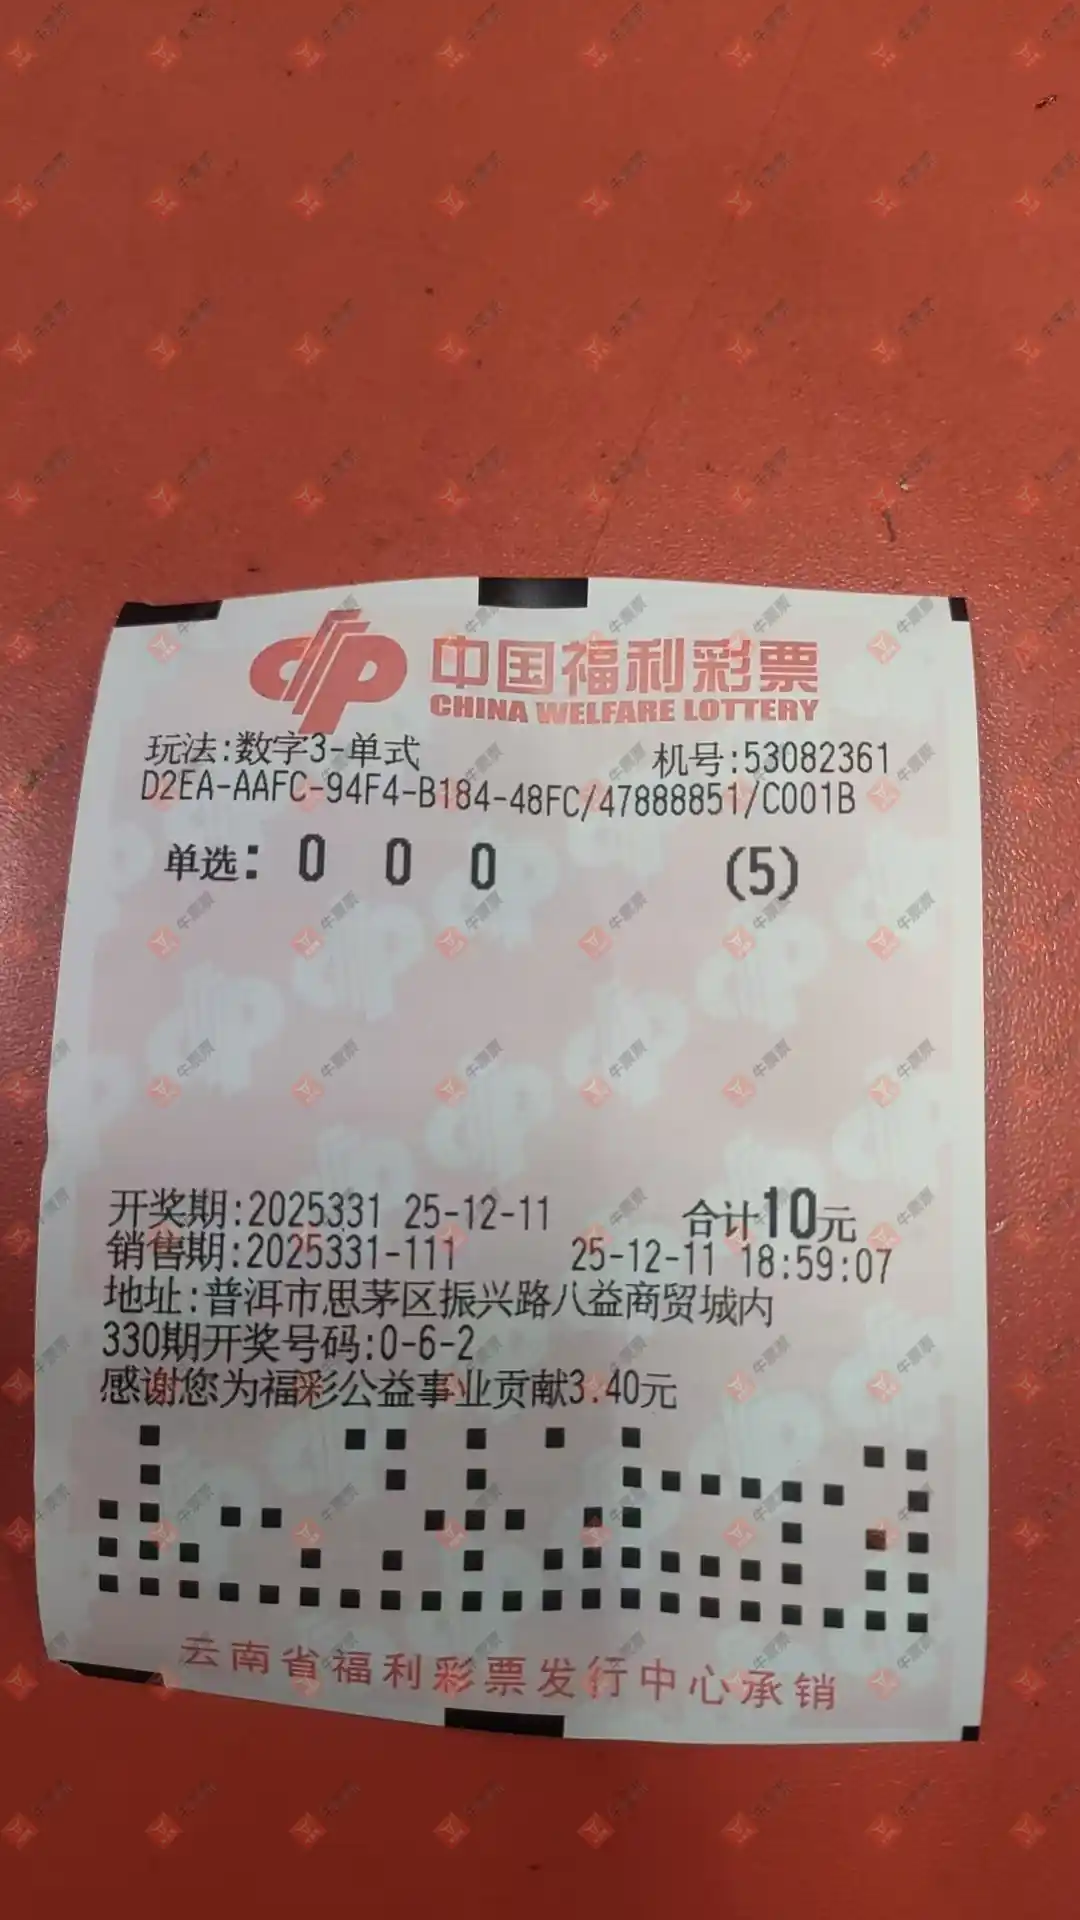 中国福利彩票
CHINA WELFARE LOTTERY
玩法:数字3-单式 机号:53082361
D2EA-AAFC-94F4-B184-48FC/47888851/C001B
单选: 0 0 0 (5)
开奖期:2025331 25-12-11 合计10元
销售期:2025331-111 25-12-11 18:59:07
地址:普洱市思茅区振兴路八益商贸城内
330期开奖号码:0-6-2
感谢您为福彩公益事业贡献3.40元
云南省福利彩票发行中心承销
牛票票